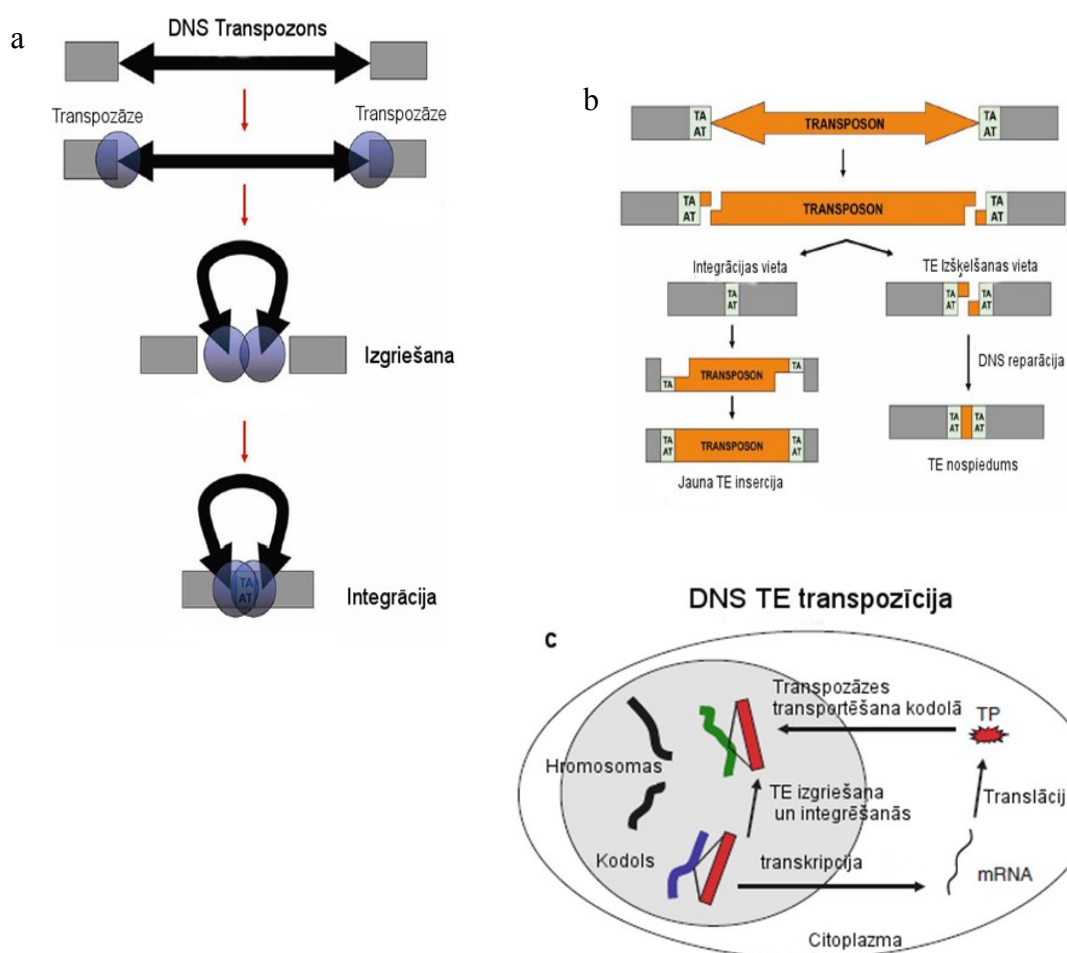 a
DNS Transpozons
Transpozāze
Transpozāze
Izgriešana
TA
AT
Integrācija
b
TA
AT
TRANSPOSON
TA
AT
TA
AT
TRANSPOSON
TA
AT
Integrācijas vieta
TE Izšķelšanas vieta
TA
AT
TA
AT
TA
AT
TA
TRANSPOSON
TA
DNS reparācija
TA
AT
TRANSPOSON
TA
AT
TA
AT
TA
AT
Jauna TE insercija
TE nospiedums
DNS TE transpozīcija
c
Transpozāzes
transportēšana kodolā
TP
Hromosomas
TE izgriešana
un integrēšanās
Translācij
Kodols
transkripcija
mRNA
Citoplazma